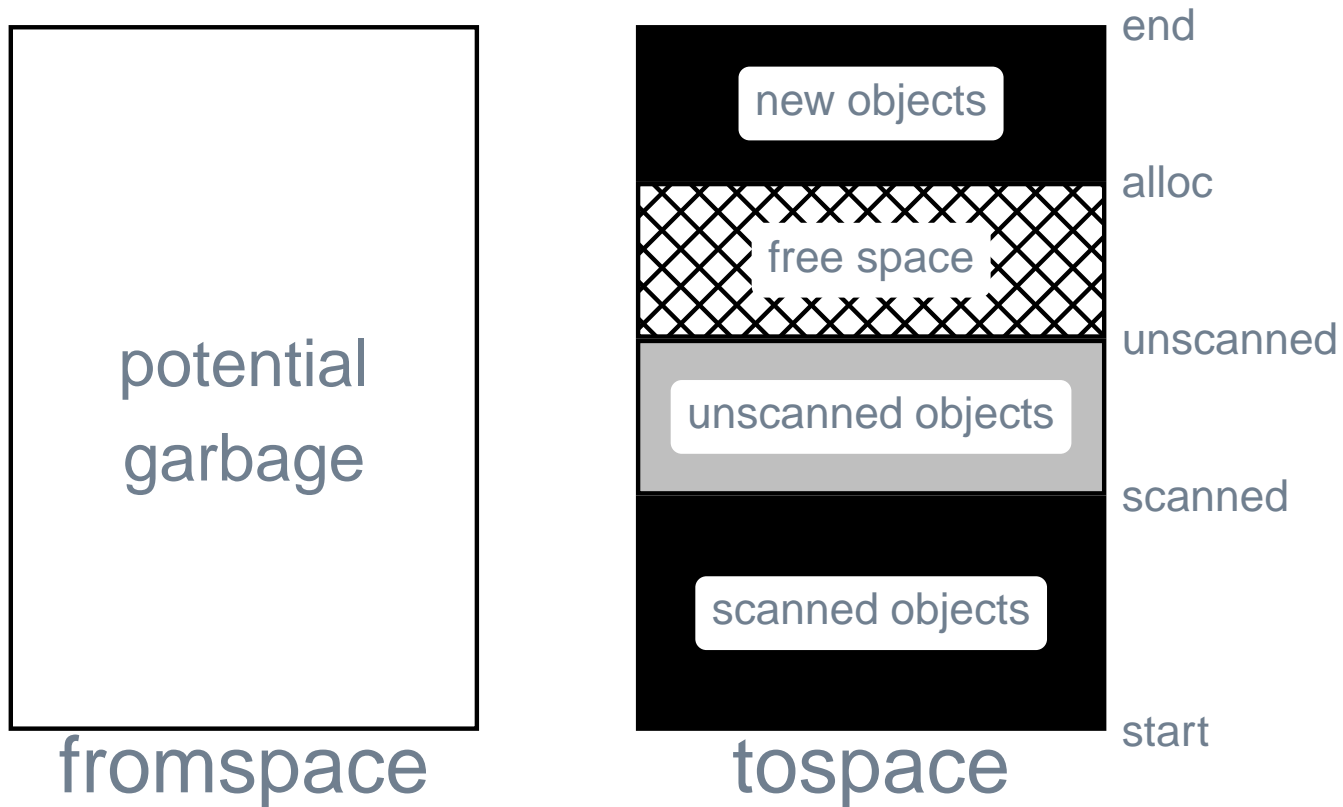 potential
garbage
fromspace
new objects
free space
unscanned objects
scanned objects
tospace
end
alloc
unscanned
scanned
start